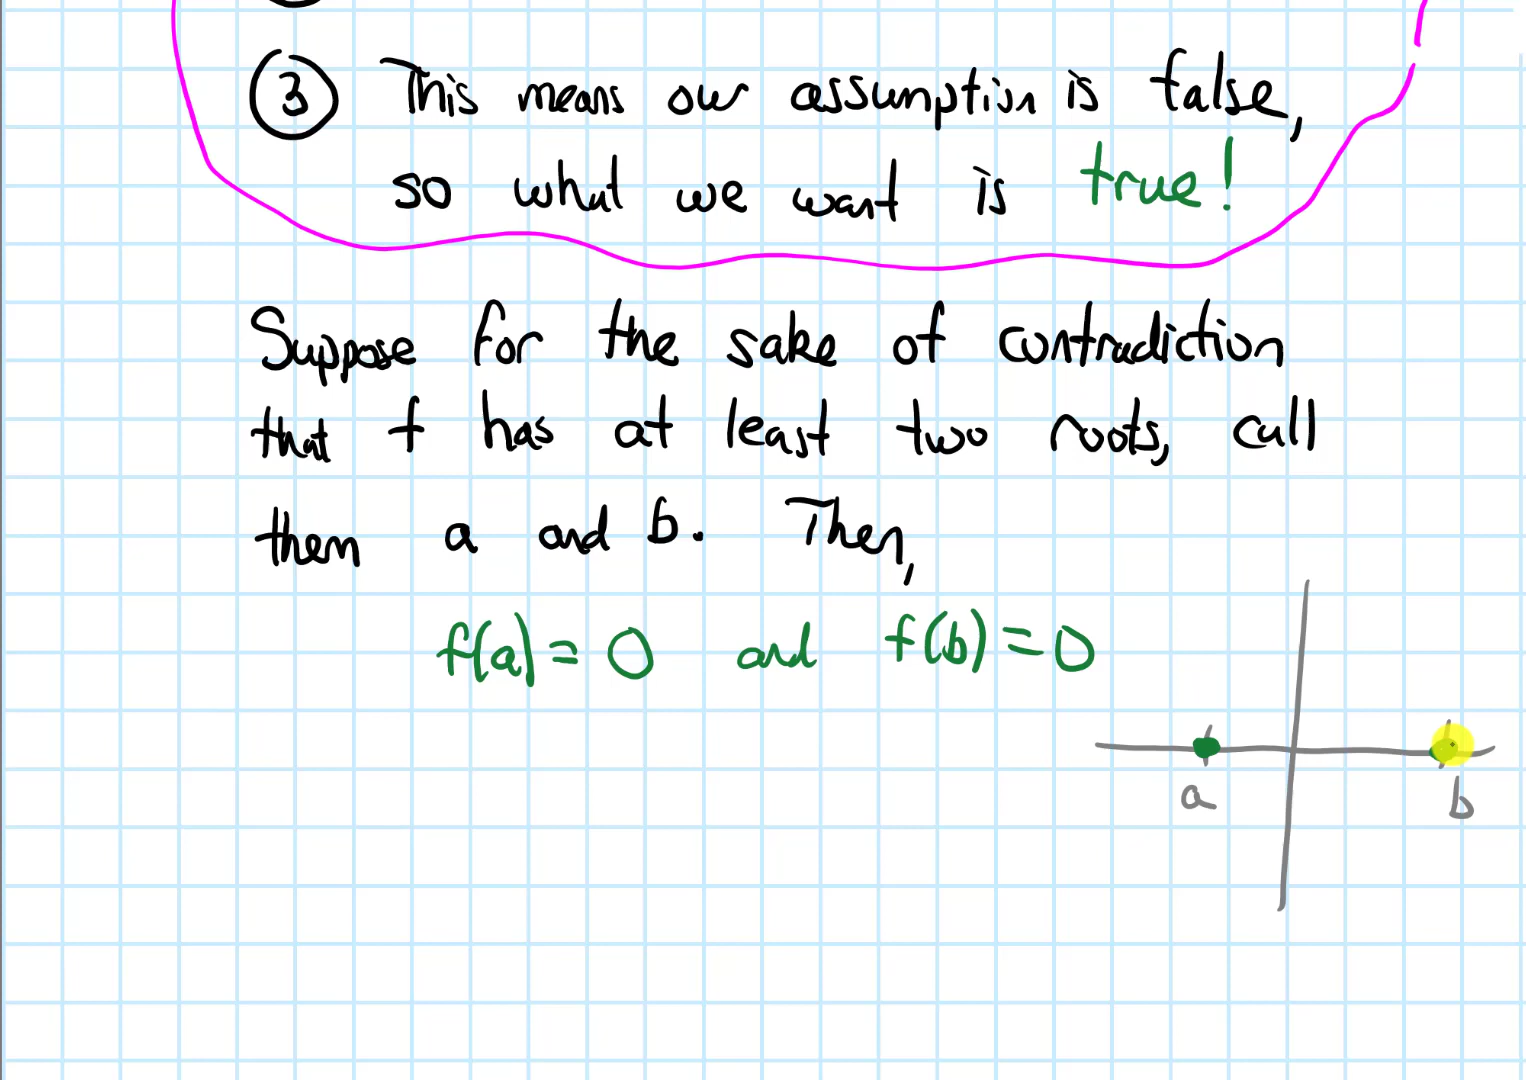 ③ This means our assumption is false,
so what we want is true!
Suppose for the sake of contradiction
that f has at least two roots, call
them a and b. Then,
f(a) = 0 and f(b) = 0
a b